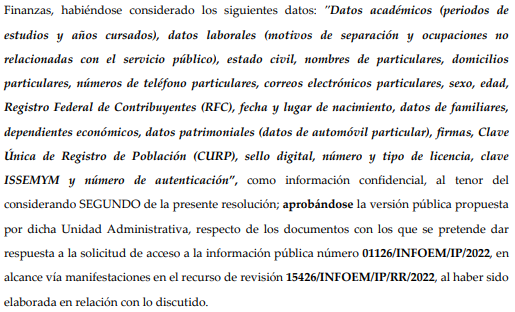 Finanzas, habiéndose considerado los siguientes datos: "Datos académicos (periodos de
estudios y años cursados), datos laborales (motivos de separación y ocupaciones no
relacionadas con el servicio público), estado civil, nombres de particulares, domicilios
particulares, números de teléfono particulares, correos electrónicos particulares, sexo, edad,
Registro Federal de Contribuyentes (RFC), fecha y lugar de nacimiento, datos de familiares,
dependientes económicos, datos patrimoniales (datos de automóvil particular), firmas, Clave
Única de Registro de Población (CURP), sello digital, número y tipo de licencia, clave
ISSEMYM y número de autenticación", como información confidencial, al tenor del
considerando SEGUNDO de la presente resolución; aprobándose la versión pública propuesta
por dicha Unidad Administrativa, respecto de los documentos con los que se pretende dar
respuesta a la solicitud de acceso a la información pública número 01126/INFOEM/IP/2022, en
alcance vía manifestaciones en el recurso de revisión 15426/INFOEM/IP/RR/2022, al haber sido
elaborada en relación con lo discutido.